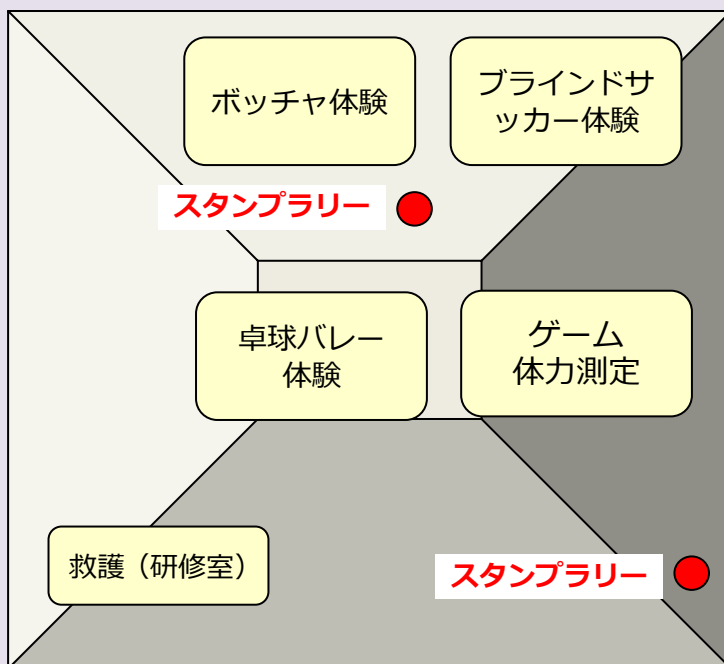 ボッチャ体験
ブラインドサ
ッカー体験
スタンプラリー
卓球バレー
体験
ゲーム
体力測定
救護（研修室）
スタンプラリー